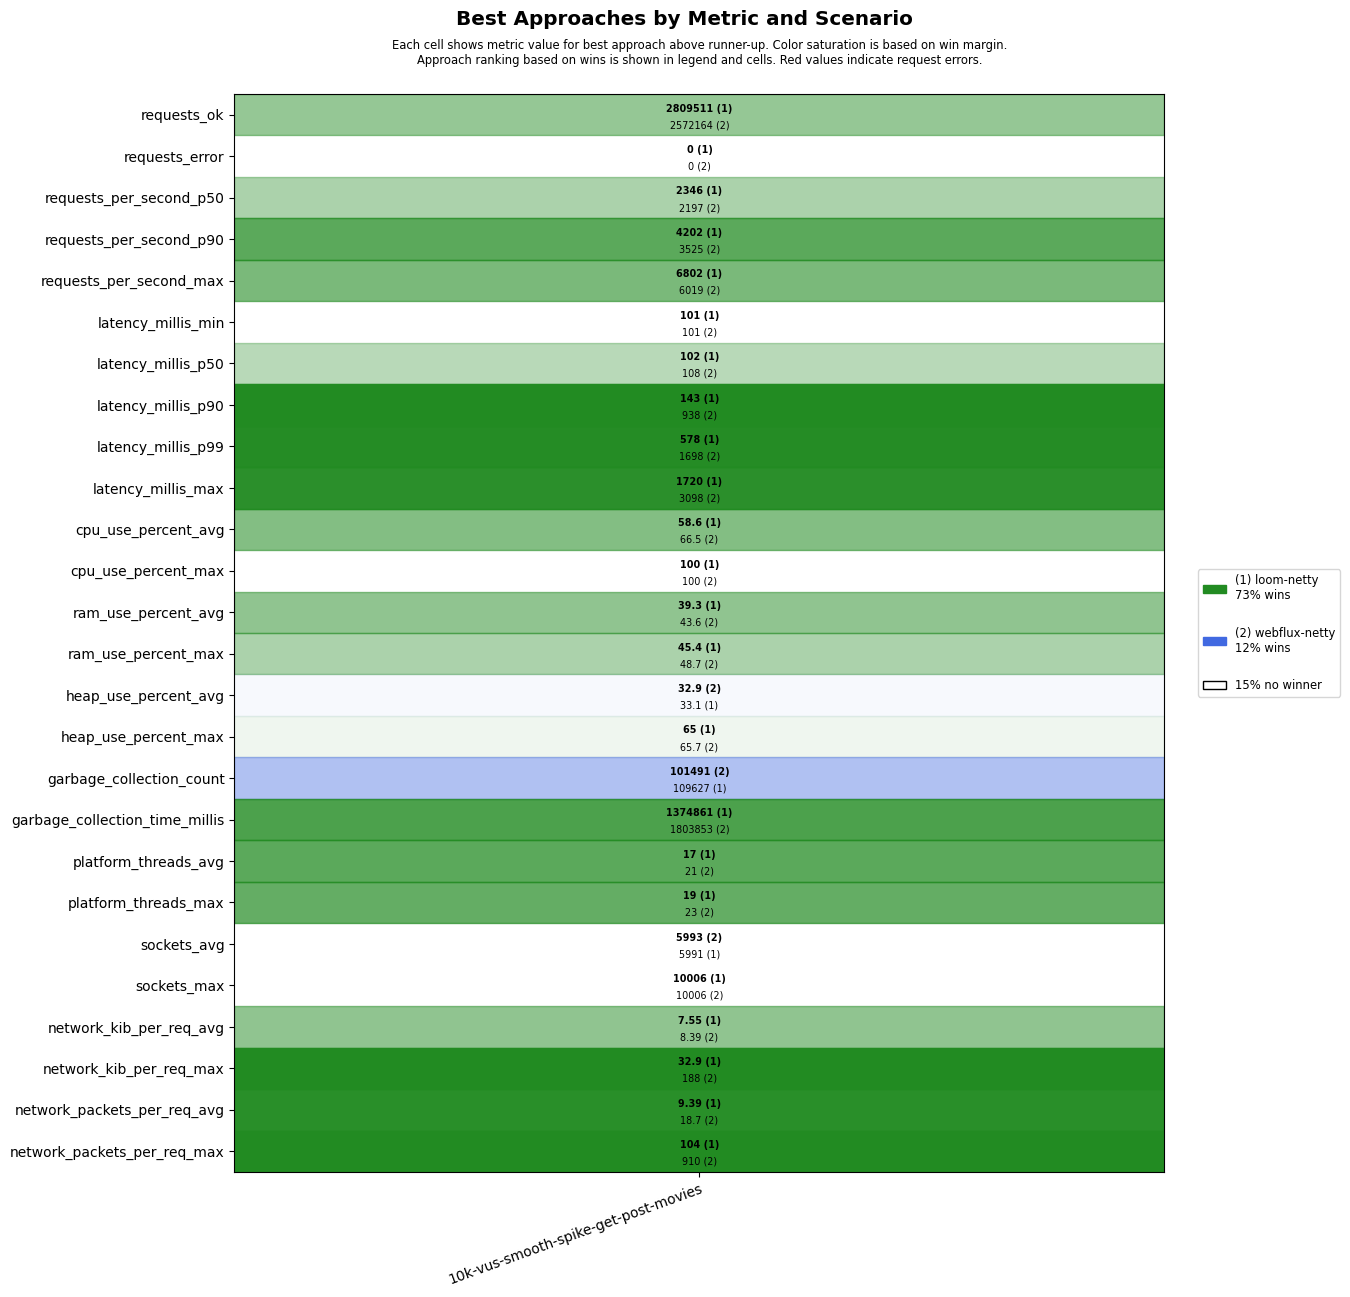 Best Approaches by Metric and Scenario
Each cell shows metric value for best approach above runner-up. Color saturation is based on win margin.
Approach ranking based on wins is shown in legend and cells. Red values indicate request errors.
requests_ok
2809511 (1)
2572164 (2)
requests_error
0 (1)
0 (2)
requests_per_second_p50
2346 (1)
2197 (2)
requests_per_second_p90
4202 (1)
3525 (2)
requests_per_second_max
6802 (1)
6019 (2)
latency_millis_min
101 (1)
101 (2)
latency_millis_p50
102 (1)
108 (2)
latency_millis_p90
143 (1)
938 (2)
latency_millis_p99
578 (1)
1698 (2)
latency_millis_max
1720 (1)
3098 (2)
cpu_use_percent_avg
58.6 (1)
66.5 (2)
cpu_use_percent_max
100 (1)
100 (2)
ram_use_percent_avg
39.3 (1)
43.6 (2)
ram_use_percent_max
45.4 (1)
48.7 (2)
heap_use_percent_avg
32.9 (2)
33.1 (1)
heap_use_percent_max
65 (1)
65.7 (2)
garbage_collection_count
101491 (2)
109627 (1)
garbage_collection_time_millis
1374861 (1)
1803853 (2)
platform_threads_avg
17 (1)
21 (2)
platform_threads_max
19 (1)
23 (2)
sockets_avg
5993 (2)
5991 (1)
sockets_max
10006 (1)
10006 (2)
network_kib_per_req_avg
7.55 (1)
8.39 (2)
network_kib_per_req_max
32.9 (1)
188 (2)
network_packets_per_req_avg
9.39 (1)
18.7 (2)
network_packets_per_req_max
104 (1)
910 (2)
10k-vus-smooth-spike-get-post-movies
(1) loom-netty
73% wins
(2) webflux-netty
12% wins
15% no winner